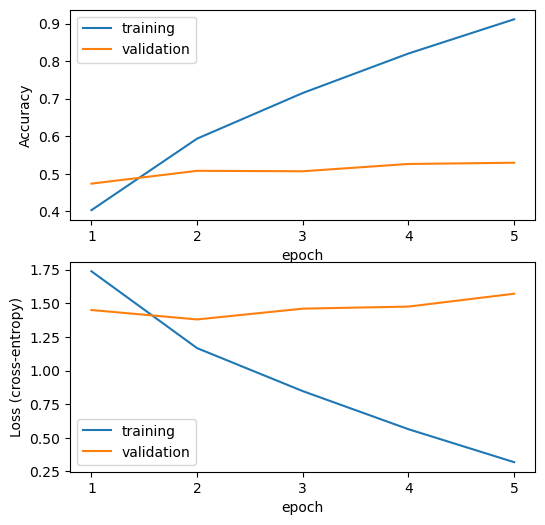 0.9
0.8
0.7
0.6
0.5
0.4
Accuracy
training
validation
1 2 3 4 5
epoch
1.75
1.50
1.25
1.00
0.75
0.50
0.25
Loss (cross-entropy)
training
validation
1 2 3 4 5
epoch